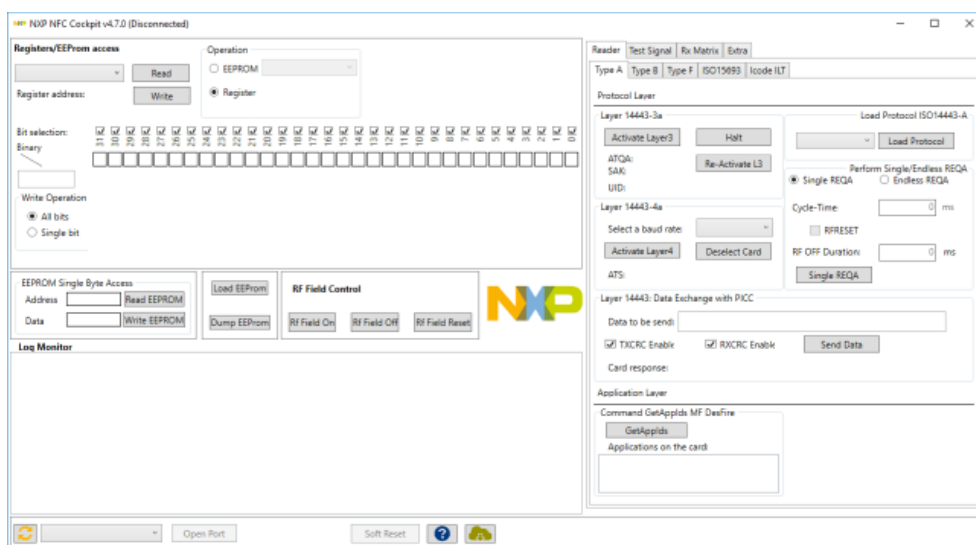 NXP NFC Cockpit v4.7.0 (Disconnected)
Registers/EEProm access
Read
Register address:
Write
Operation
EEPROM
Register
Bit selection:
31 30 29 28 27 26 25 24 23 22 21 20 19 18 17 16 15 14 13 12 11 10 9 8 7 6 5 4 3 2 1 0
Binary
Write Operation
All bits
Single bit
EEPROM Single Byte Access
Address
Read EEPROM
Data
Write EEPROM
Load EEProm
Dump EEProm
RF Field Control
Rf Field On
Rf Field Off
Rf Field Reset
NXP
Log Monitor
Open Port
Soft Reset
?
Reader
Test Signal
Rx Matrix
Extra
Type A
Type B
Type F
ISO15693
Icode ILT
Protocol Layer
Layer 14443-3a
Activate Layer3
Halt
ATQA:
SAK:
Re-Activate L3
UID:
Load Protocol ISO14443-A
Load Protocol
Perform Single/Endless REQA
Single REQA
Endless REQA
Cycle-Time:
0 ms
RFRESET
RF OFF Duration:
0 ms
Single REQA
Layer 14443-4a
Select a baud rate:
Activate Layer4
Deselect Card
ATS:
Layer 14443: Data Exchange with PICC
Data to be send:
TXCRC Enable
RXCRC Enable
Send Data
Card response:
Application Layer
Command GetAppIds MF DesFire
GetAppIds
Applications on the card: